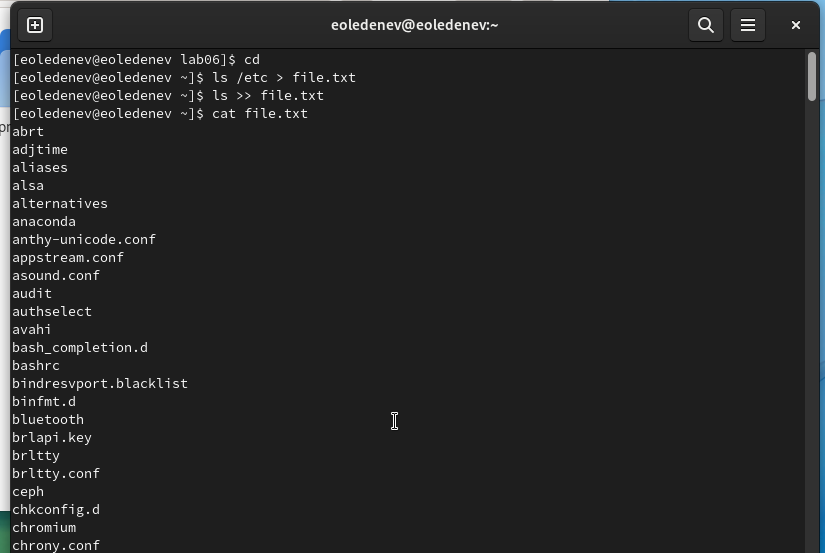 eoledenev@eoledenev:~
[eoledenev@eoledenev lab06]$ cd
[eoledenev@eoledenev ~]$ ls /etc > file.txt
[eoledenev@eoledenev ~]$ ls >> file.txt
[eoledenev@eoledenev ~]$ cat file.txt
abrt
adjtime
aliases
alsa
alternatives
anaconda
anthy-unicode.conf
appstream.conf
asound.conf
audit
authselect
avahi
bash_completion.d
bashrc
bindresvport.blacklist
binfmt.d
bluetooth
brlapi.key
brltty
brltty.conf
ceph
chkconfig.d
chromium
chrony.conf